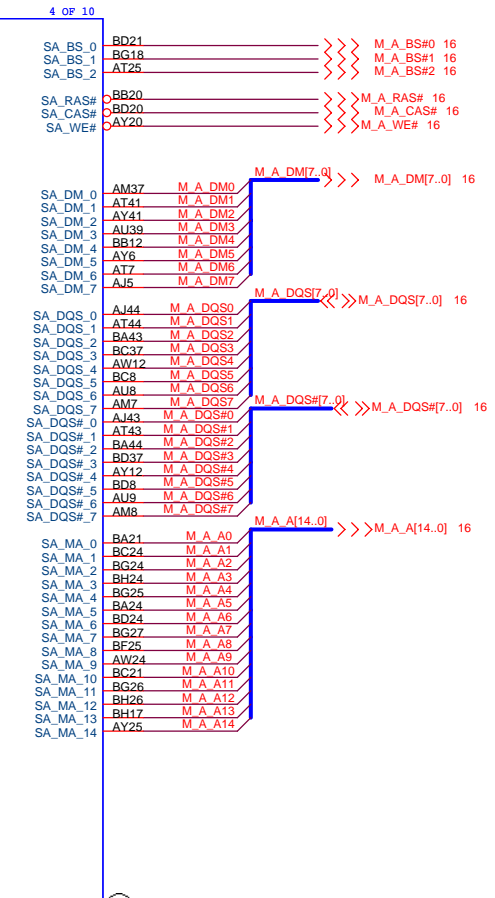 4 OF 10
SA_BS_0 BD21 M_A_BS#0 16
SA_BS_1 BG18 M_A_BS#1 16
SA_BS_2 AT25 M_A_BS#2 16
SA_RAS# BB20 M_A_RAS# 16
SA_CAS# BD20 M_A_CAS# 16
SA_WE# AY20 M_A_WE# 16
M_A_DM[7..0] M_A_DM[7..0] 16
SA_DM_0 AM37 M_A_DM0
SA_DM_1 AT41 M_A_DM1
SA_DM_2 AY41 M_A_DM2
SA_DM_3 AU39 M_A_DM3
SA_DM_4 BB12 M_A_DM4
SA_DM_5 AY6 M_A_DM5
SA_DM_6 AT7 M_A_DM6
SA_DM_7 AJ5 M_A_DM7
M_A_DQS[7..0] M_A_DQS[7..0] 16
SA_DQS_0 AJ44 M_A_DQS0
SA_DQS_1 AT44 M_A_DQS1
SA_DQS_2 BA43 M_A_DQS2
SA_DQS_3 BC37 M_A_DQS3
SA_DQS_4 AW12 M_A_DQS4
SA_DQS_5 BC8 M_A_DQS5
SA_DQS_6 AU8 M_A_DQS6
SA_DQS_7 AM7 M_A_DQS7
M_A_DQS#[7..0] M_A_DQS#[7..0] 16
SA_DQS#_0 AJ43 M_A_DQS#0
SA_DQS#_1 AT43 M_A_DQS#1
SA_DQS#_2 BA44 M_A_DQS#2
SA_DQS#_3 BD37 M_A_DQS#3
SA_DQS#_4 AY12 M_A_DQS#4
SA_DQS#_5 BD8 M_A_DQS#5
SA_DQS#_6 AU9 M_A_DQS#6
SA_DQS#_7 AM8 M_A_DQS#7
M_A_A[14..0] M_A_A[14..0] 16
SA_MA_0 BA21 M_A_A0
SA_MA_1 BC24 M_A_A1
SA_MA_2 BG24 M_A_A2
SA_MA_3 BH24 M_A_A3
SA_MA_4 BG25 M_A_A4
SA_MA_5 BA24 M_A_A5
SA_MA_6 BD24 M_A_A6
SA_MA_7 BG27 M_A_A7
SA_MA_8 BF25 M_A_A8
SA_MA_9 AW24 M_A_A9
SA_MA_10 BC21 M_A_A10
SA_MA_11 BG26 M_A_A11
SA_MA_12 BH26 M_A_A12
SA_MA_13 BH17 M_A_A13
SA_MA_14 AY25 M_A_A14